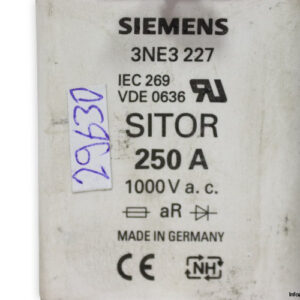 SIEMENS
3NE3 227
IEC 269
VDE 0636
SITOR
250 A
1000 V a. c.
aR
MADE IN GERMANY
CE
NH
29630